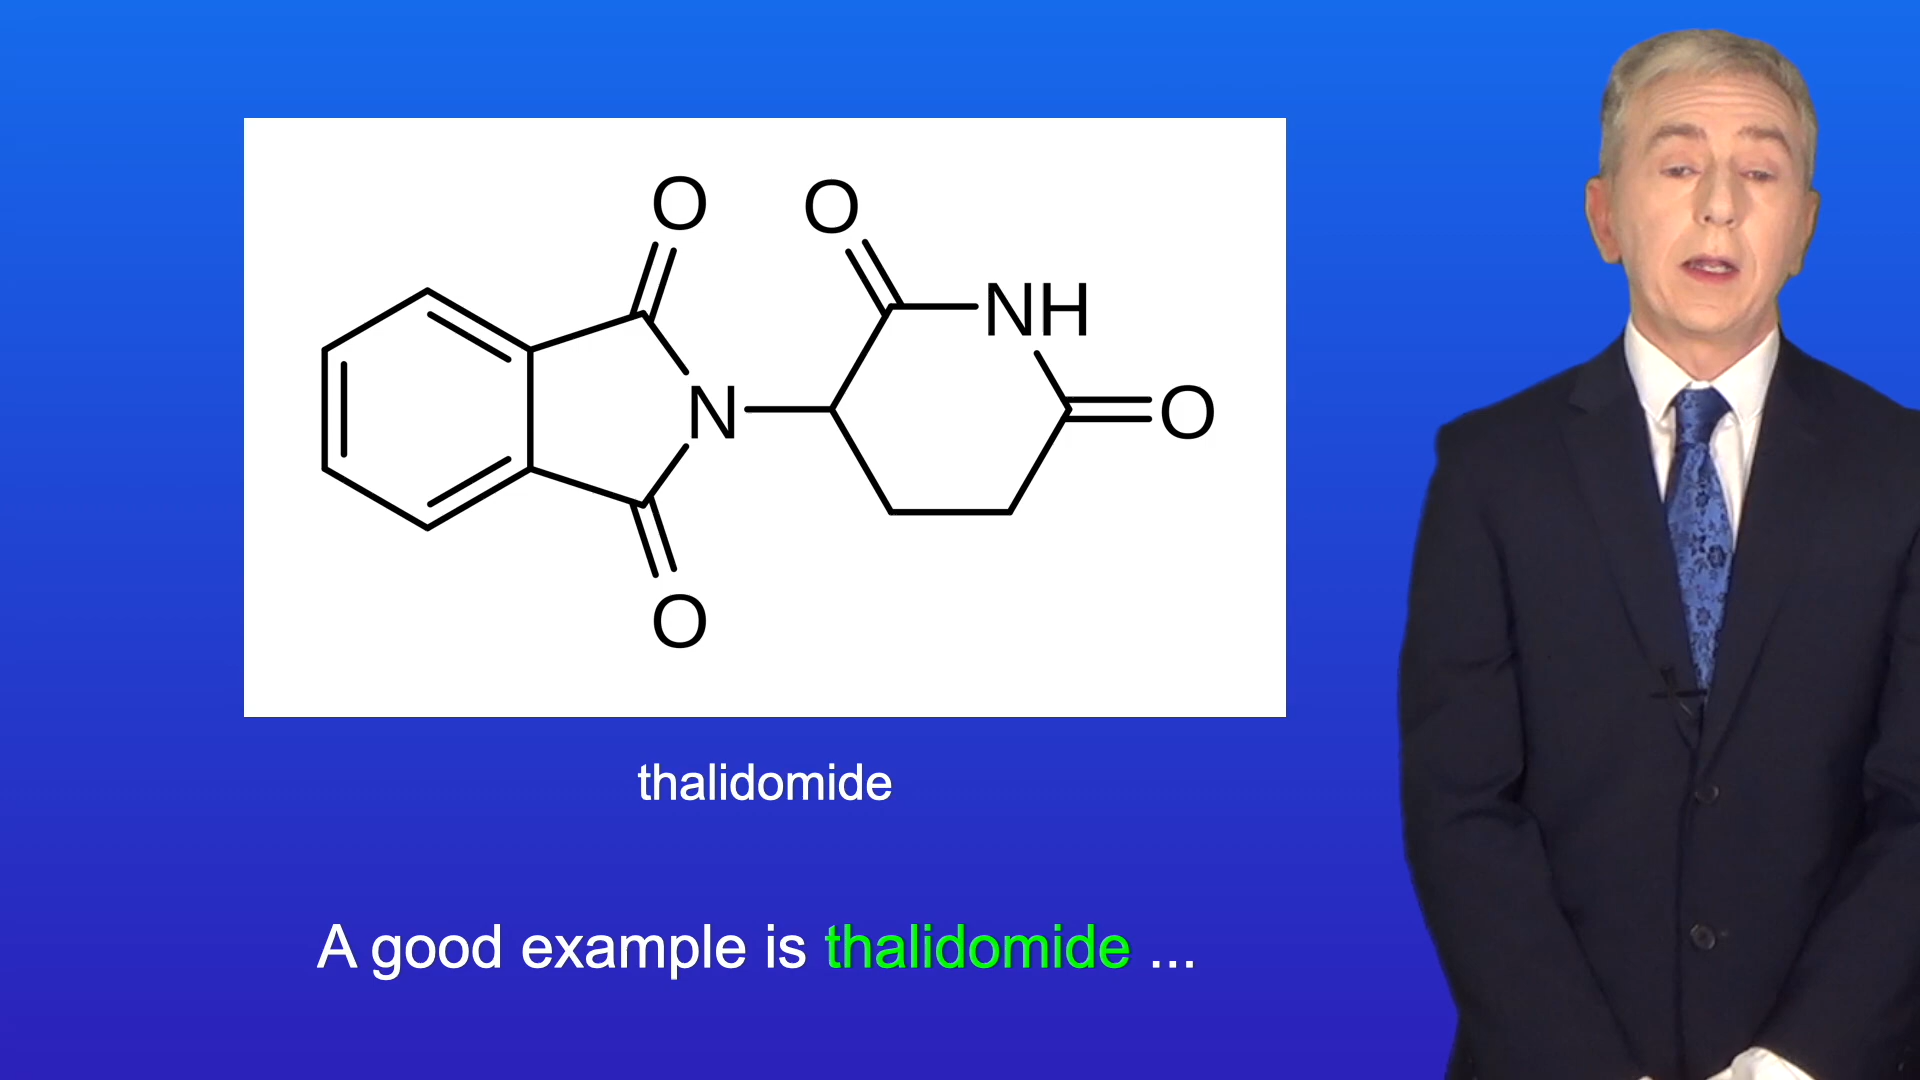 O O
NH
N O
O
thalidomide
A good example is thalidomide ...